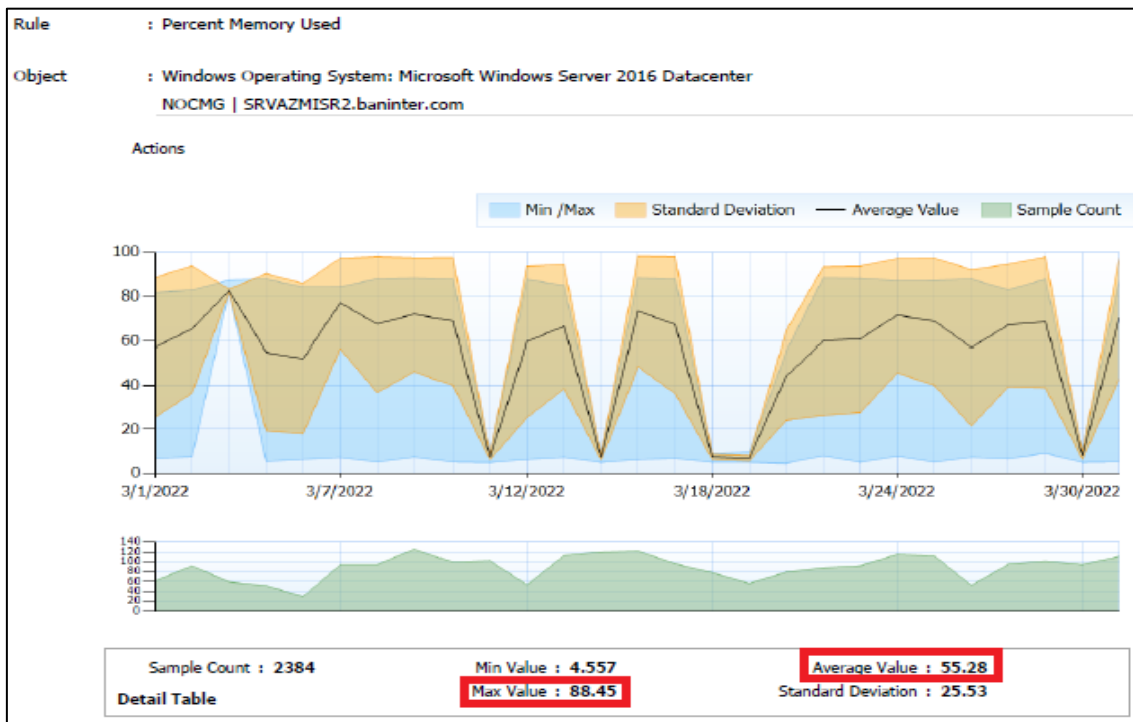 Rule : Percent Memory Used
Object : Windows Operating System: Microsoft Windows Server 2016 Datacenter
NOCMG | SRVAZMISR2.baninter.com
Actions
Min /Max Standard Deviation Average Value Sample Count
100
80
60
40
20
0
3/1/2022 3/7/2022 3/12/2022 3/18/2022 3/24/2022 3/30/2022
140
120
100
80
60
40
20
0
Sample Count : 2384 Min Value : 4.557 Average Value : 55.28
Detail Table Max Value : 88.45 Standard Deviation : 25.53